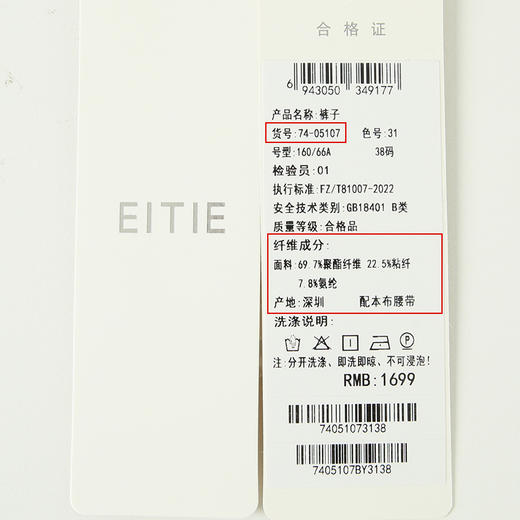 EITIE
合格证
6 943050 349177
产品名称:裤子
货号:74-05107 色号:31
号型:160/66A 38码
检验员:01
执行标准:FZ/T81007-2022
安全技术类别:GB18401 B类
质量等级:合格品
纤维成分:
面料:69.7%聚酯纤维 22.5%粘纤
7.8%氨纶
产地:深圳 配本布腰带
洗涤说明:
注:分开洗涤、即洗即晾、不可浸泡!
RMB:1699
74051073138
7405107BY3138